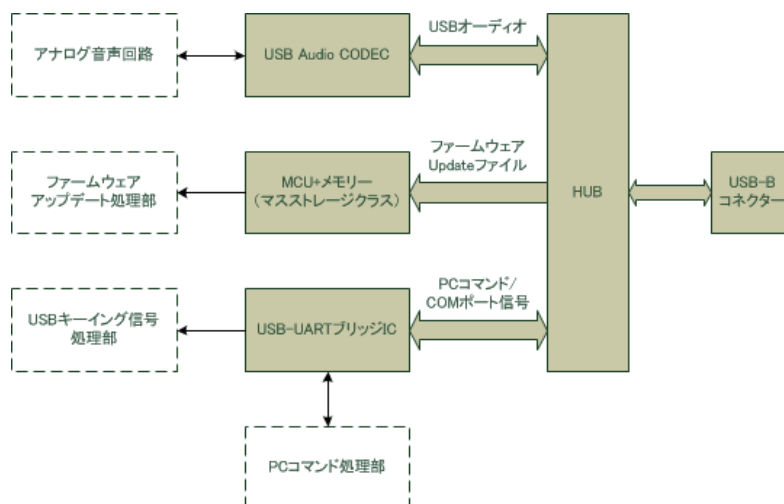 アナログ音声回路
USB Audio CODEC
USBオーディオ
ファームウェア
アップデート処理部
MCU+メモリー
(マスストレージクラス)
ファームウェア
Updateファイル
HUB
USB-B
コネクター
USBキーイング信号
処理部
USB-UARTブリッジIC
PCコマンド/
COMポート信号
PCコマンド処理部